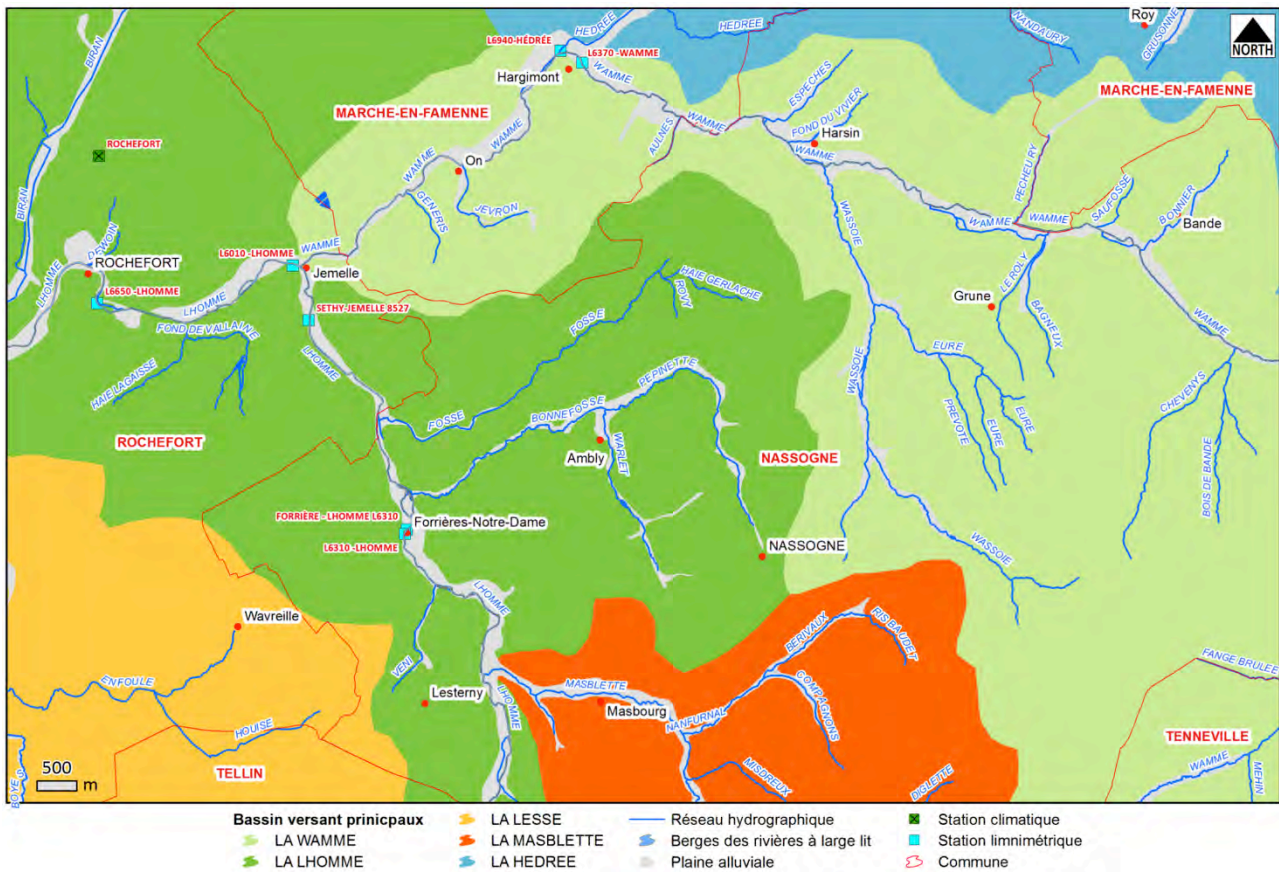 BIRAN
HEDREE
HEDREE
NANDAURY
Roy
GRUSONNE
NORTH
L6940-HÉDRÉE
L6370 -WAMME
Hargimont
WAMME
MARCHE-EN-FAMENNE
MARCHE-EN-FAMENNE
ESPECHES
FOND DU VIVIER
Harsin
WAMME
AULNES
WAMME
ROCHEFORT
WAMME
On
WAMME
GENERIS
JEVRON
PECHEURY
SAUFOSSE
BONNIER
Bande
WAMME
WAMME
BIRAN
DEWOIN
ROCHEFORT
LHOMME
L6010 -LHOMME
WAMME
Jemelle
L6650 -LHOMME
LHOMME
SETHY-JEMELLE 8527
FOND DE VALLAINE
HAIE LAGAISSE
LHOMME
HAIE GERLACHE
ROVY
FOSSE
WASSOIE
Grune
LE ROLY
BAGNEUX
WAMME
EURE
WASSOIE
PREVOTE
EURE
EURE
CHEVENYS
BOIS DE BANDE
PEPINETTE
BONNEFOSSE
FOSSE
WARLET
Ambly
ROCHEFORT
NASSOGNE
FORRIÈRE - LHOMME L6310
Forrières-Notre-Dame
L6310 -LHOMME
NASSOGNE
WASSOIE
LHOMME
Wavreille
VENI
Lesterny
LHOMME
ENFOULE
HOUISE
TELLIN
MASBLETTE
Masbourg
NANFURNAL
BERIVAUX
RIS BAUDET
COMPAGNONS
MISDREUX
DIGLETTE
FANGE BRULEE
TENNEVILLE
WAMME
MEHIN
500
m
Bassin versant prinicpaux
LA WAMME
LA LHOMME
LA LESSE
LA MASBLETTE
LA HEDREE
Réseau hydrographique
Berges des rivières à large lit
Plaine alluviale
Station climatique
Station limnimétrique
Commune